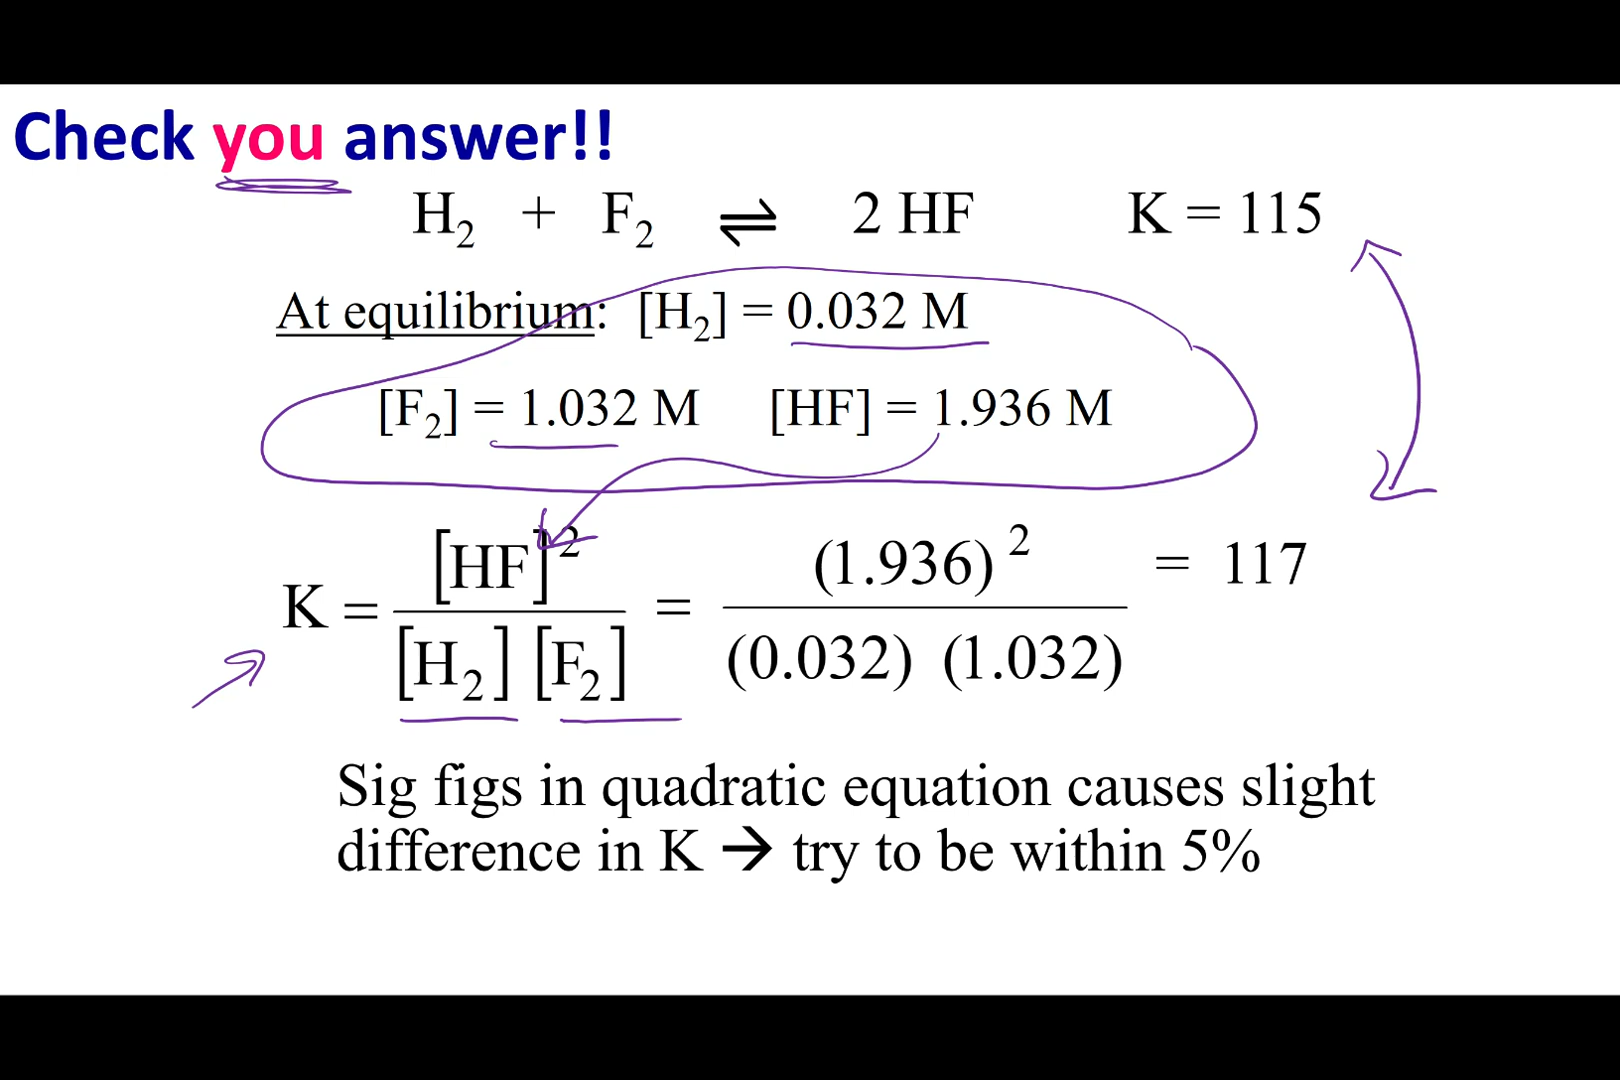 Check you answer!!
H₂ + F₂ ⇌ 2 HF K = 115
At equilibrium: [H₂] = 0.032 M
[F₂] = 1.032 M [HF] = 1.936 M
K = [HF]² / [H₂] [F₂] = (1.936)² / (0.032) (1.032) = 117
Sig figs in quadratic equation causes slight
difference in K → try to be within 5%